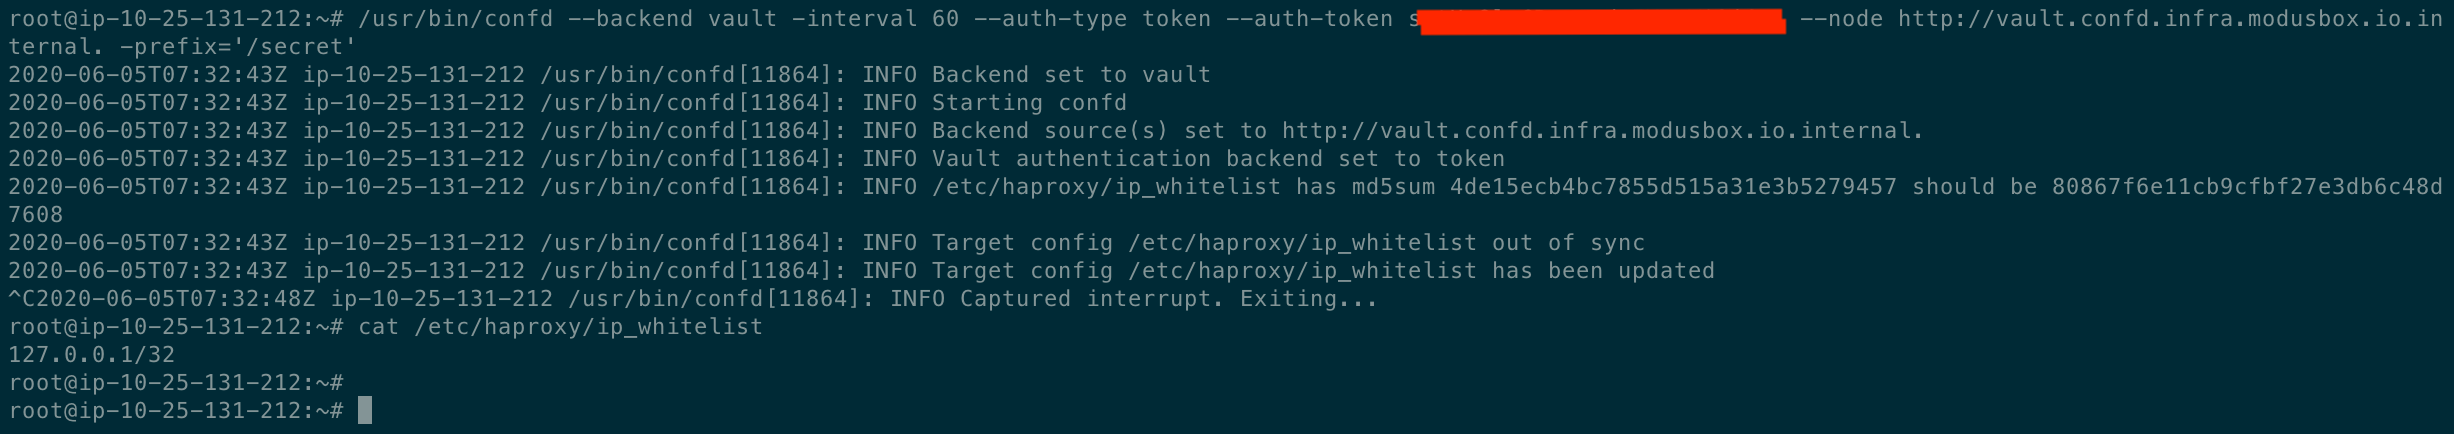 root@ip-10-25-131-212:~# /usr/bin/confd --backend vault -interval 60 --auth-type token --auth-token s --node http://vault.confd.infra.modusbox.io.in
ternal. -prefix='/secret'
2020-06-05T07:32:43Z ip-10-25-131-212 /usr/bin/confd[11864]: INFO Backend set to vault
2020-06-05T07:32:43Z ip-10-25-131-212 /usr/bin/confd[11864]: INFO Starting confd
2020-06-05T07:32:43Z ip-10-25-131-212 /usr/bin/confd[11864]: INFO Backend source(s) set to http://vault.confd.infra.modusbox.io.internal.
2020-06-05T07:32:43Z ip-10-25-131-212 /usr/bin/confd[11864]: INFO Vault authentication backend set to token
2020-06-05T07:32:43Z ip-10-25-131-212 /usr/bin/confd[11864]: INFO /etc/haproxy/ip_whitelist has md5sum 4de15ecb4bc7855d515a31e3b5279457 should be 80867f6e11cb9cfbf27e3db6c48d
7608
2020-06-05T07:32:43Z ip-10-25-131-212 /usr/bin/confd[11864]: INFO Target config /etc/haproxy/ip_whitelist out of sync
2020-06-05T07:32:43Z ip-10-25-131-212 /usr/bin/confd[11864]: INFO Target config /etc/haproxy/ip_whitelist has been updated
^C2020-06-05T07:32:48Z ip-10-25-131-212 /usr/bin/confd[11864]: INFO Captured interrupt. Exiting...
root@ip-10-25-131-212:~# cat /etc/haproxy/ip_whitelist
127.0.0.1/32
root@ip-10-25-131-212:~#
root@ip-10-25-131-212:~#